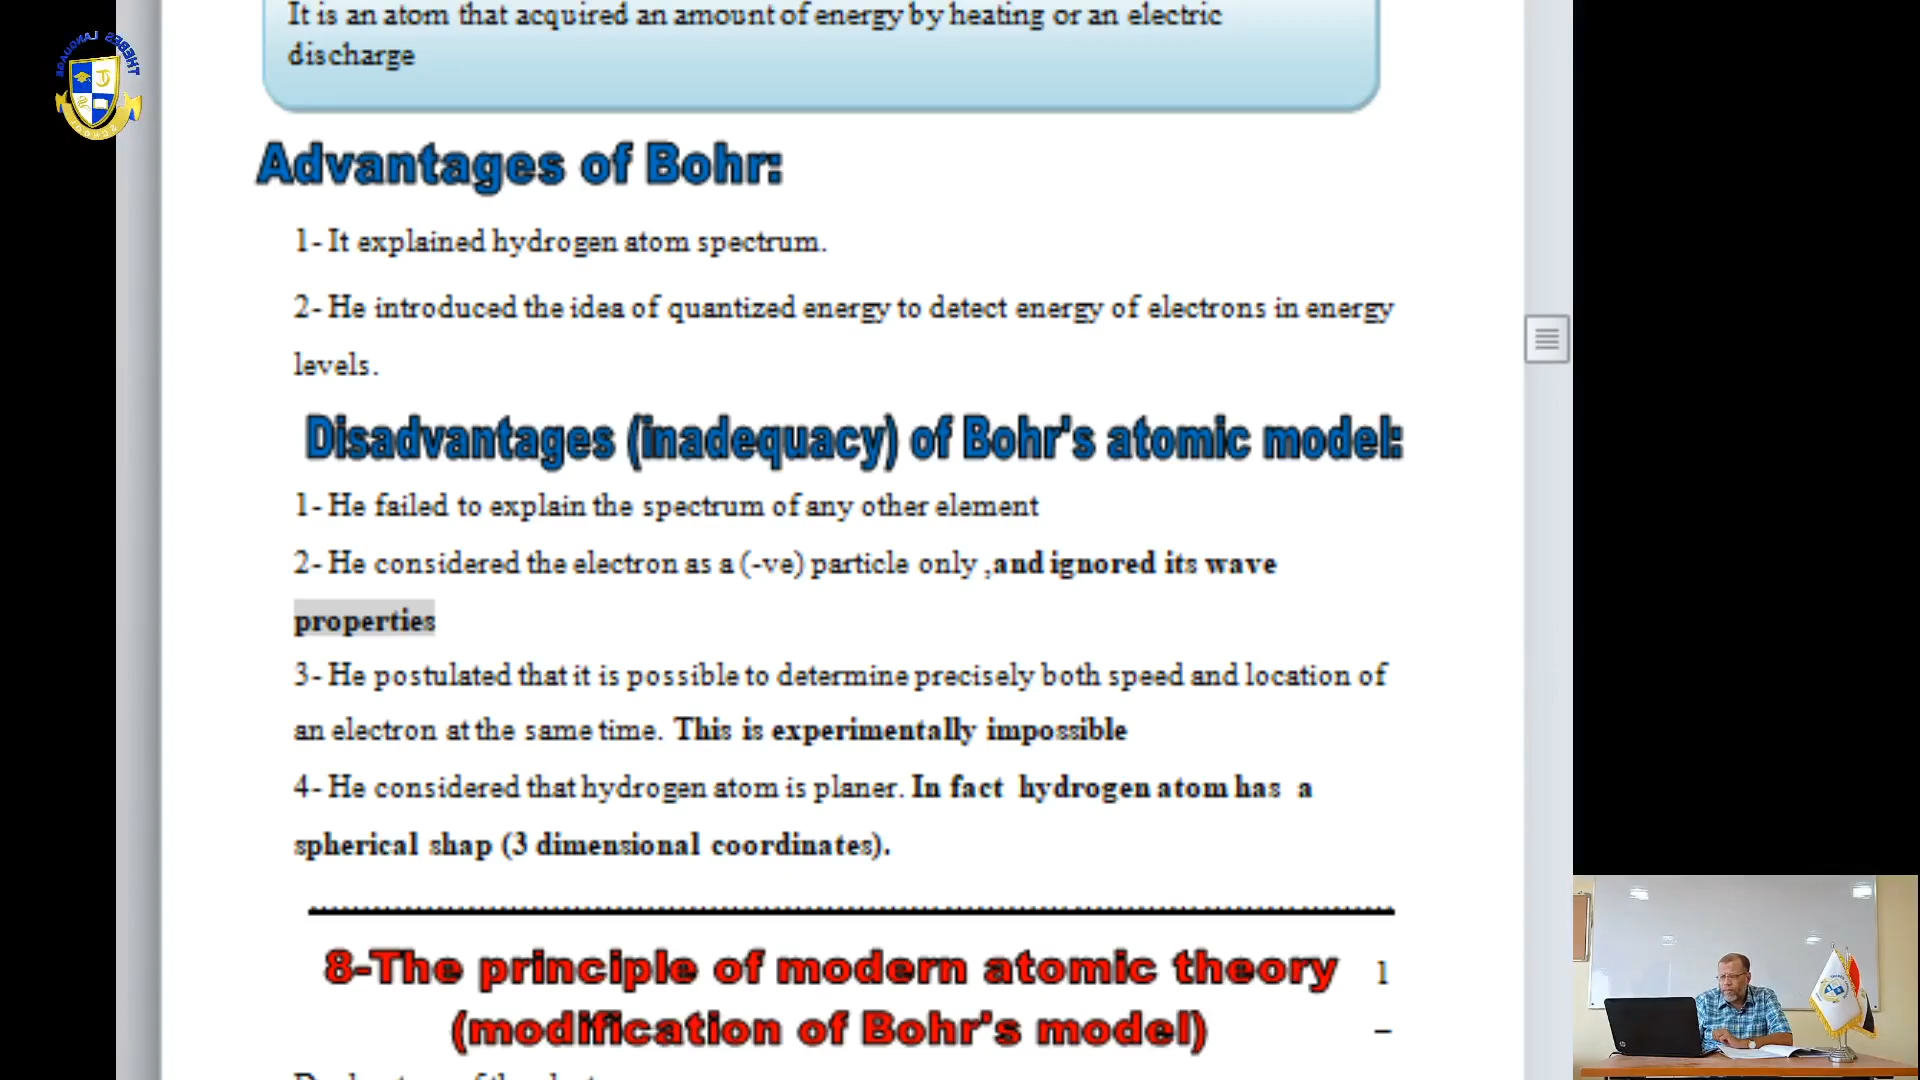 It is an atom that acquired an amount of energy by heating or an electric
discharge
THEBES LANGUAGE
SCHOOL
Advantages of Bohr:
1- It explained hydrogen atom spectrum.
2- He introduced the idea of quantized energy to detect energy of electrons in energy
levels.
Disadvantages (inadequacy) of Bohr's atomic model:
1- He failed to explain the spectrum of any other element
2- He considered the electron as a (-ve) particle only ,and ignored its wave
properties
3- He postulated that it is possible to determine precisely both speed and location of
an electron at the same time. This is experimentally impossible
4- He considered that hydrogen atom is planer. In fact hydrogen atom has a
spherical shap (3 dimensional coordinates).
8-The principle of modern atomic theory 1
(modification of Bohr's model) –